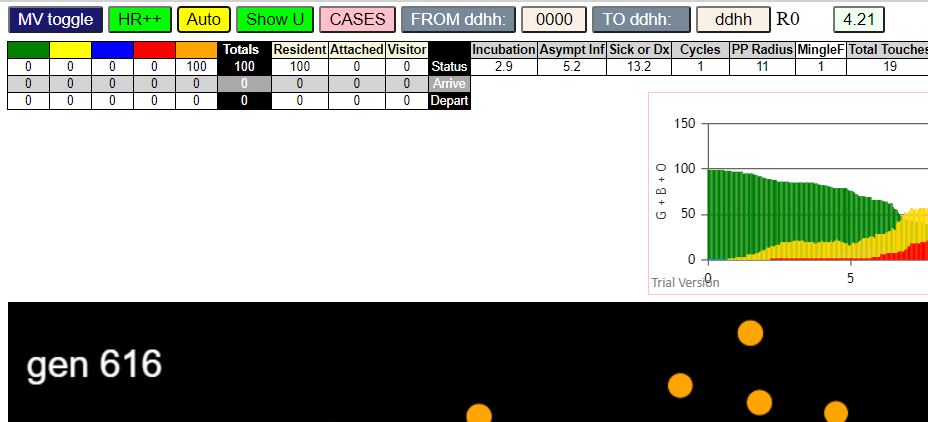 MV toggle HR++ Auto Show U CASES FROM ddhh: 0000 TO ddhh: ddhh R0 4.21
Totals Resident Attached Visitor Incubation Asympt Inf Sick or Dx Cycles PP Radius MingleF Total Touches
0 0 0 0 100 100 100 0 0 Status 2.9 5.2 13.2 1 11 1 19
0 0 0 0 0 0 0 0 0 Arrive
0 0 0 0 0 0 0 0 0 Depart
150
100
50
0
G + B + O
0 5
Trial Version
gen 616